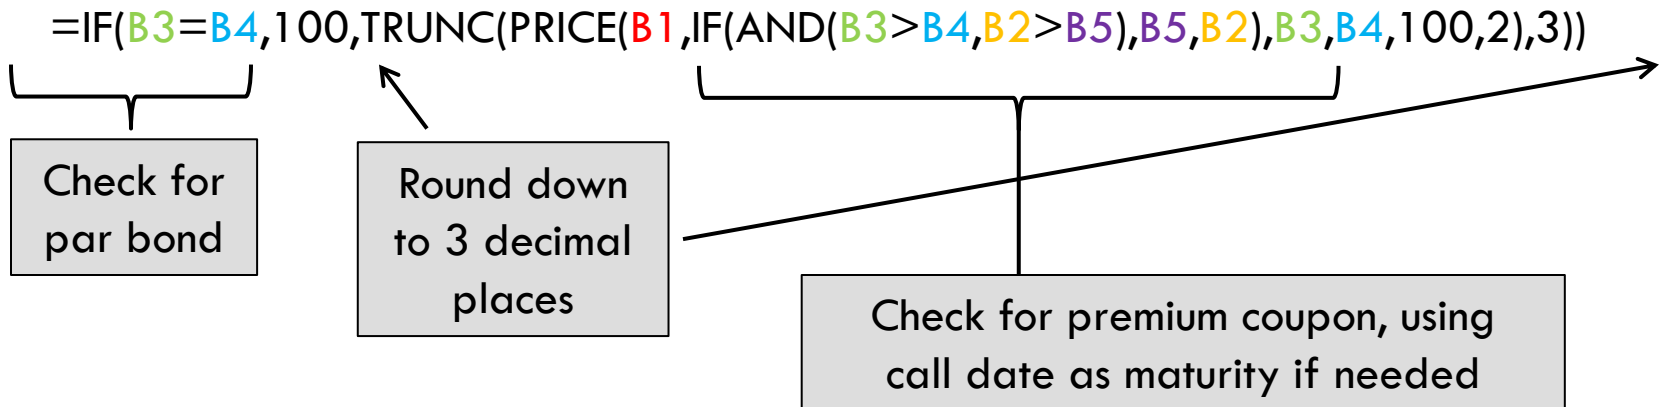 =IF(B3=B4,100,TRUNC(PRICE(B1,IF(AND(B3>B4,B2>B5),B5,B2),B3,B4,100,2),3))
Check for
par bond
Round down
to 3 decimal
places
Check for premium coupon, using
call date as maturity if needed